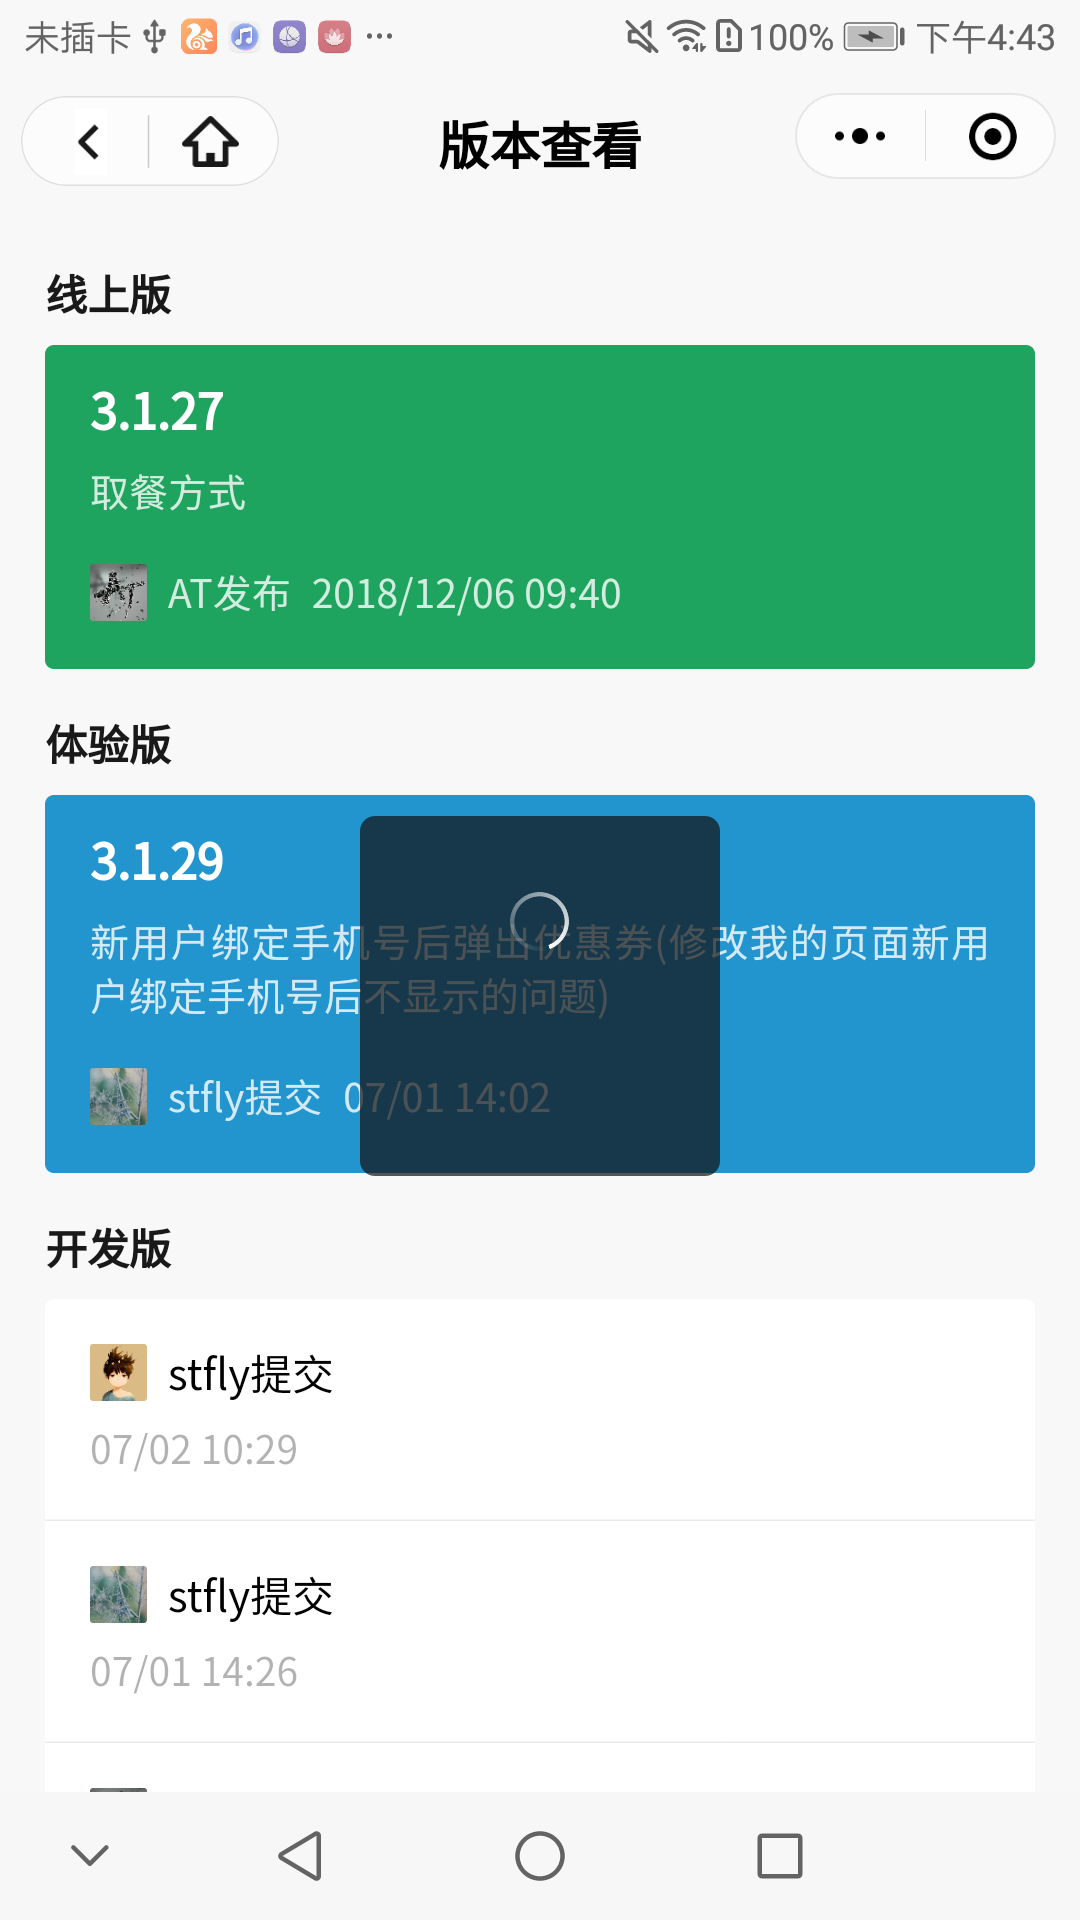 未插卡 100% 下午4:43
版本查看
线上版
3.1.27
取餐方式
AT发布 2018/12/06 09:40
体验版
3.1.29
新用户绑定手机号后弹出优惠券(修改我的页面新用
户绑定手机号后不显示的问题)
stfly提交 07/01 14:02
开发版
stfly提交
07/02 10:29
stfly提交
07/01 14:26